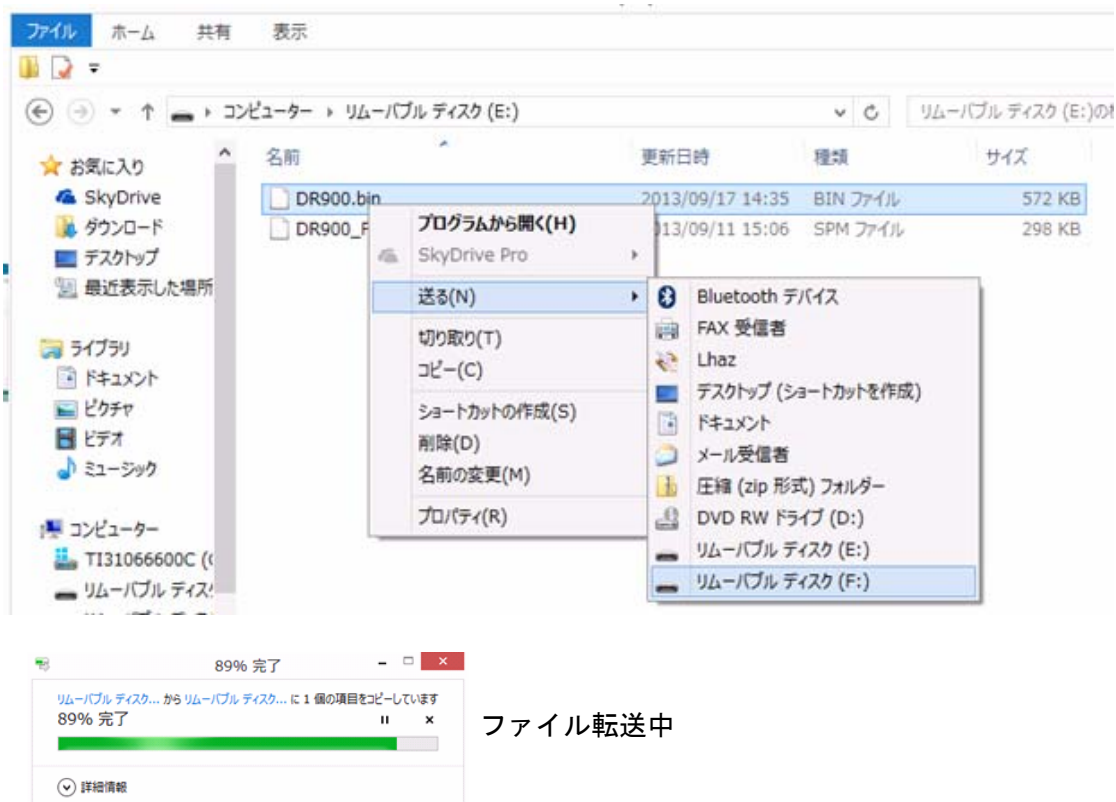 ファイル ホーム 共有 表示
コンピューター リムーバブル ディスク (E:) リムーバブル ディスク (E:)の
お気に入り 名前 更新日時 種類 サイズ
SkyDrive DR900.bin 2013/09/17 14:35 BIN ファイル 572 KB
ダウンロード DR900_F 013/09/11 15:06 SPM ファイル 298 KB
デスクトップ
最近表示した場所
ライブラリ
ドキュメント
ピクチャ
ビデオ
ミュージック
コンピューター
TI31066600C (
リムーバブル ディス
プログラムから開く(H)
SkyDrive Pro
送る(N)
切り取り(T)
コピー(C)
ショートカットの作成(S)
削除(D)
名前の変更(M)
プロパティ(R)
Bluetooth デバイス
FAX 受信者
Lhaz
デスクトップ (ショートカットを作成)
ドキュメント
メール受信者
圧縮 (zip 形式) フォルダー
DVD RW ドライブ (D:)
リムーバブル ディスク (E:)
リムーバブル ディスク (F:)
89% 完了
リムーバブル ディスク... から リムーバブル ディスク... に 1 個の項目をコピーしています
89% 完了
ファイル転送中
詳細情報